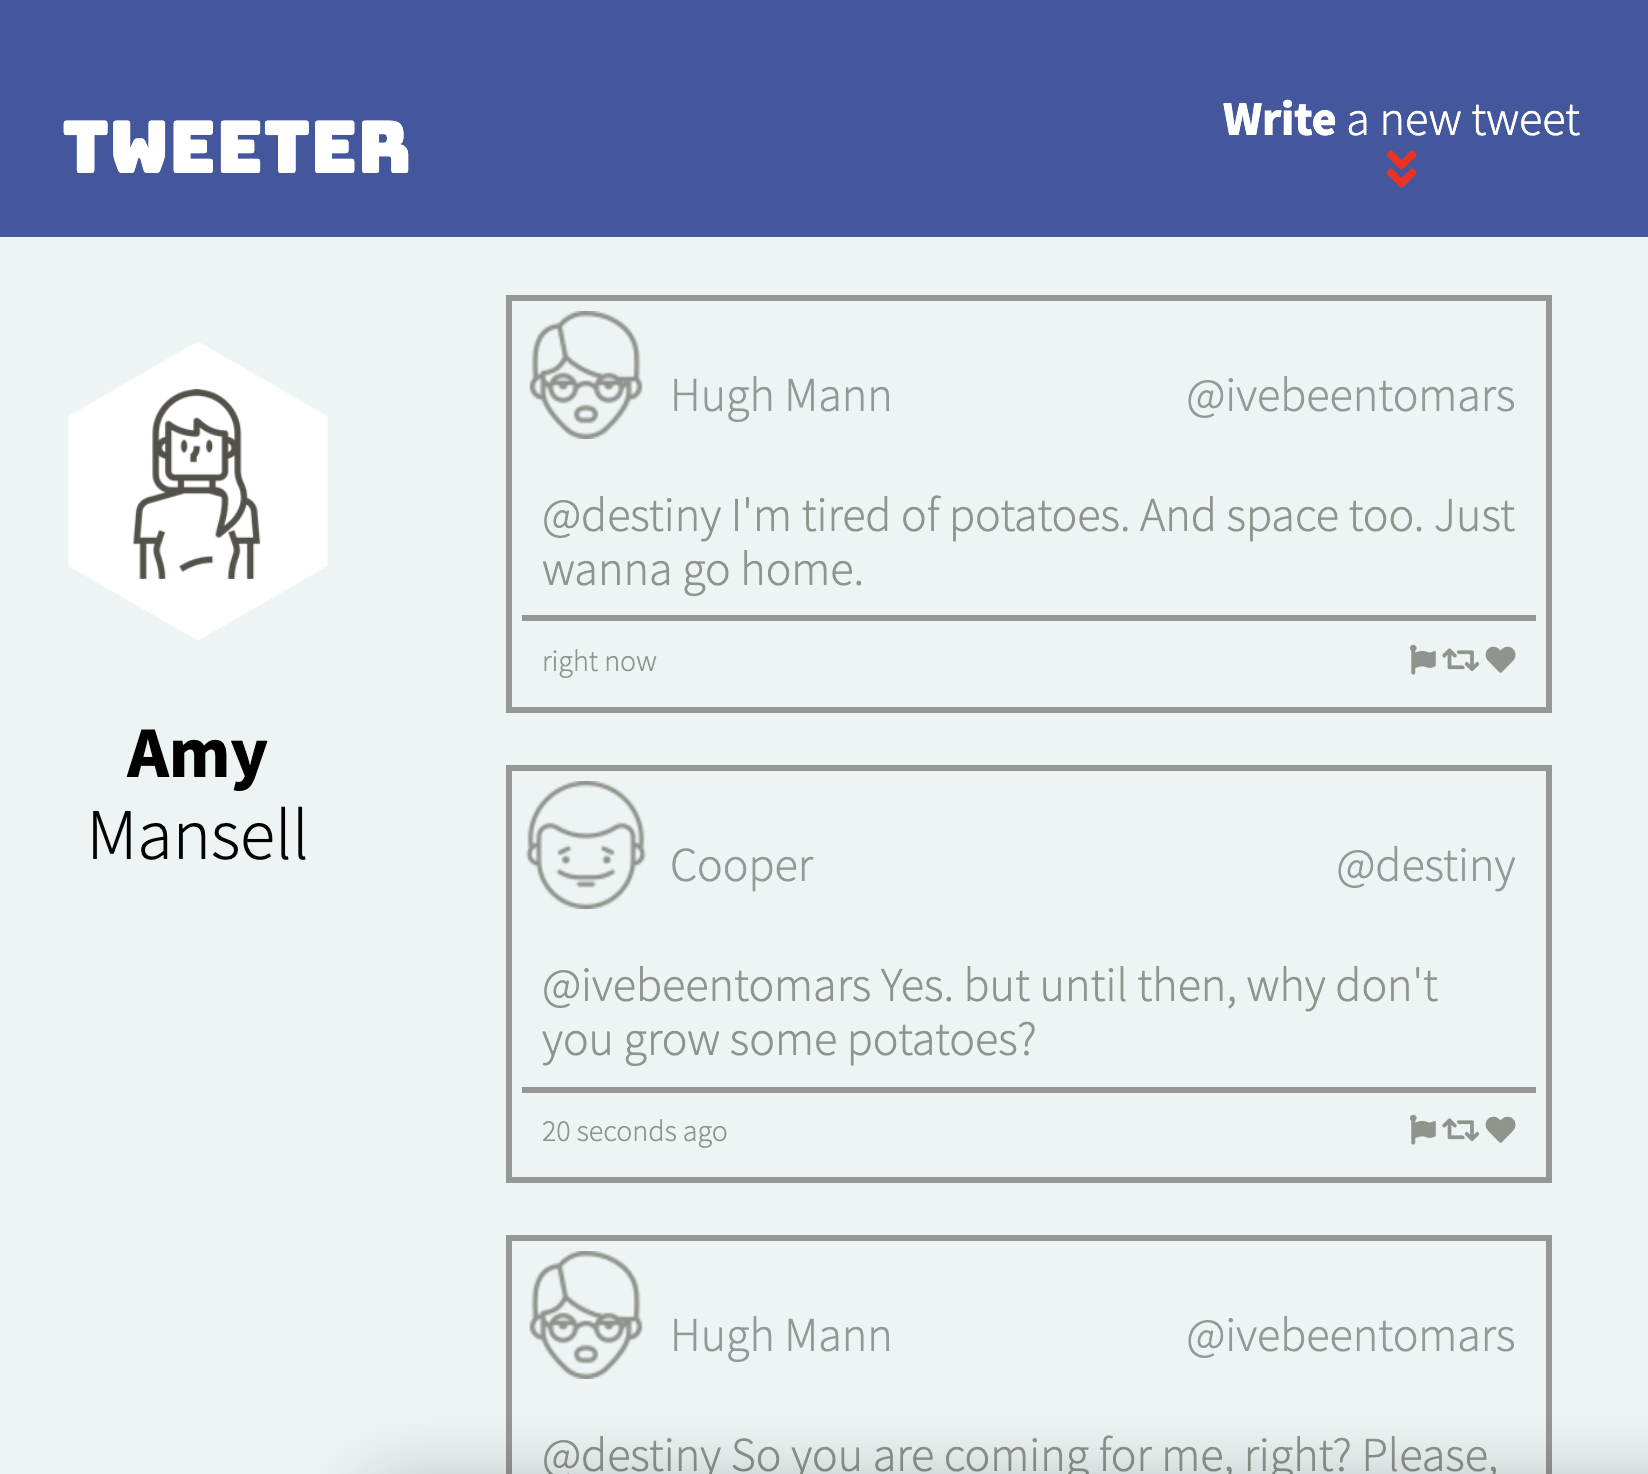 TWEETER
Write a new tweet
Amy
Mansell
Hugh Mann @ivebeentomars
@destiny I'm tired of potatoes. And space too. Just
wanna go home.
right now
Cooper @destiny
@ivebeentomars Yes. but until then, why don't
you grow some potatoes?
20 seconds ago
Hugh Mann @ivebeentomars
@destiny So you are coming for me, right? Please,